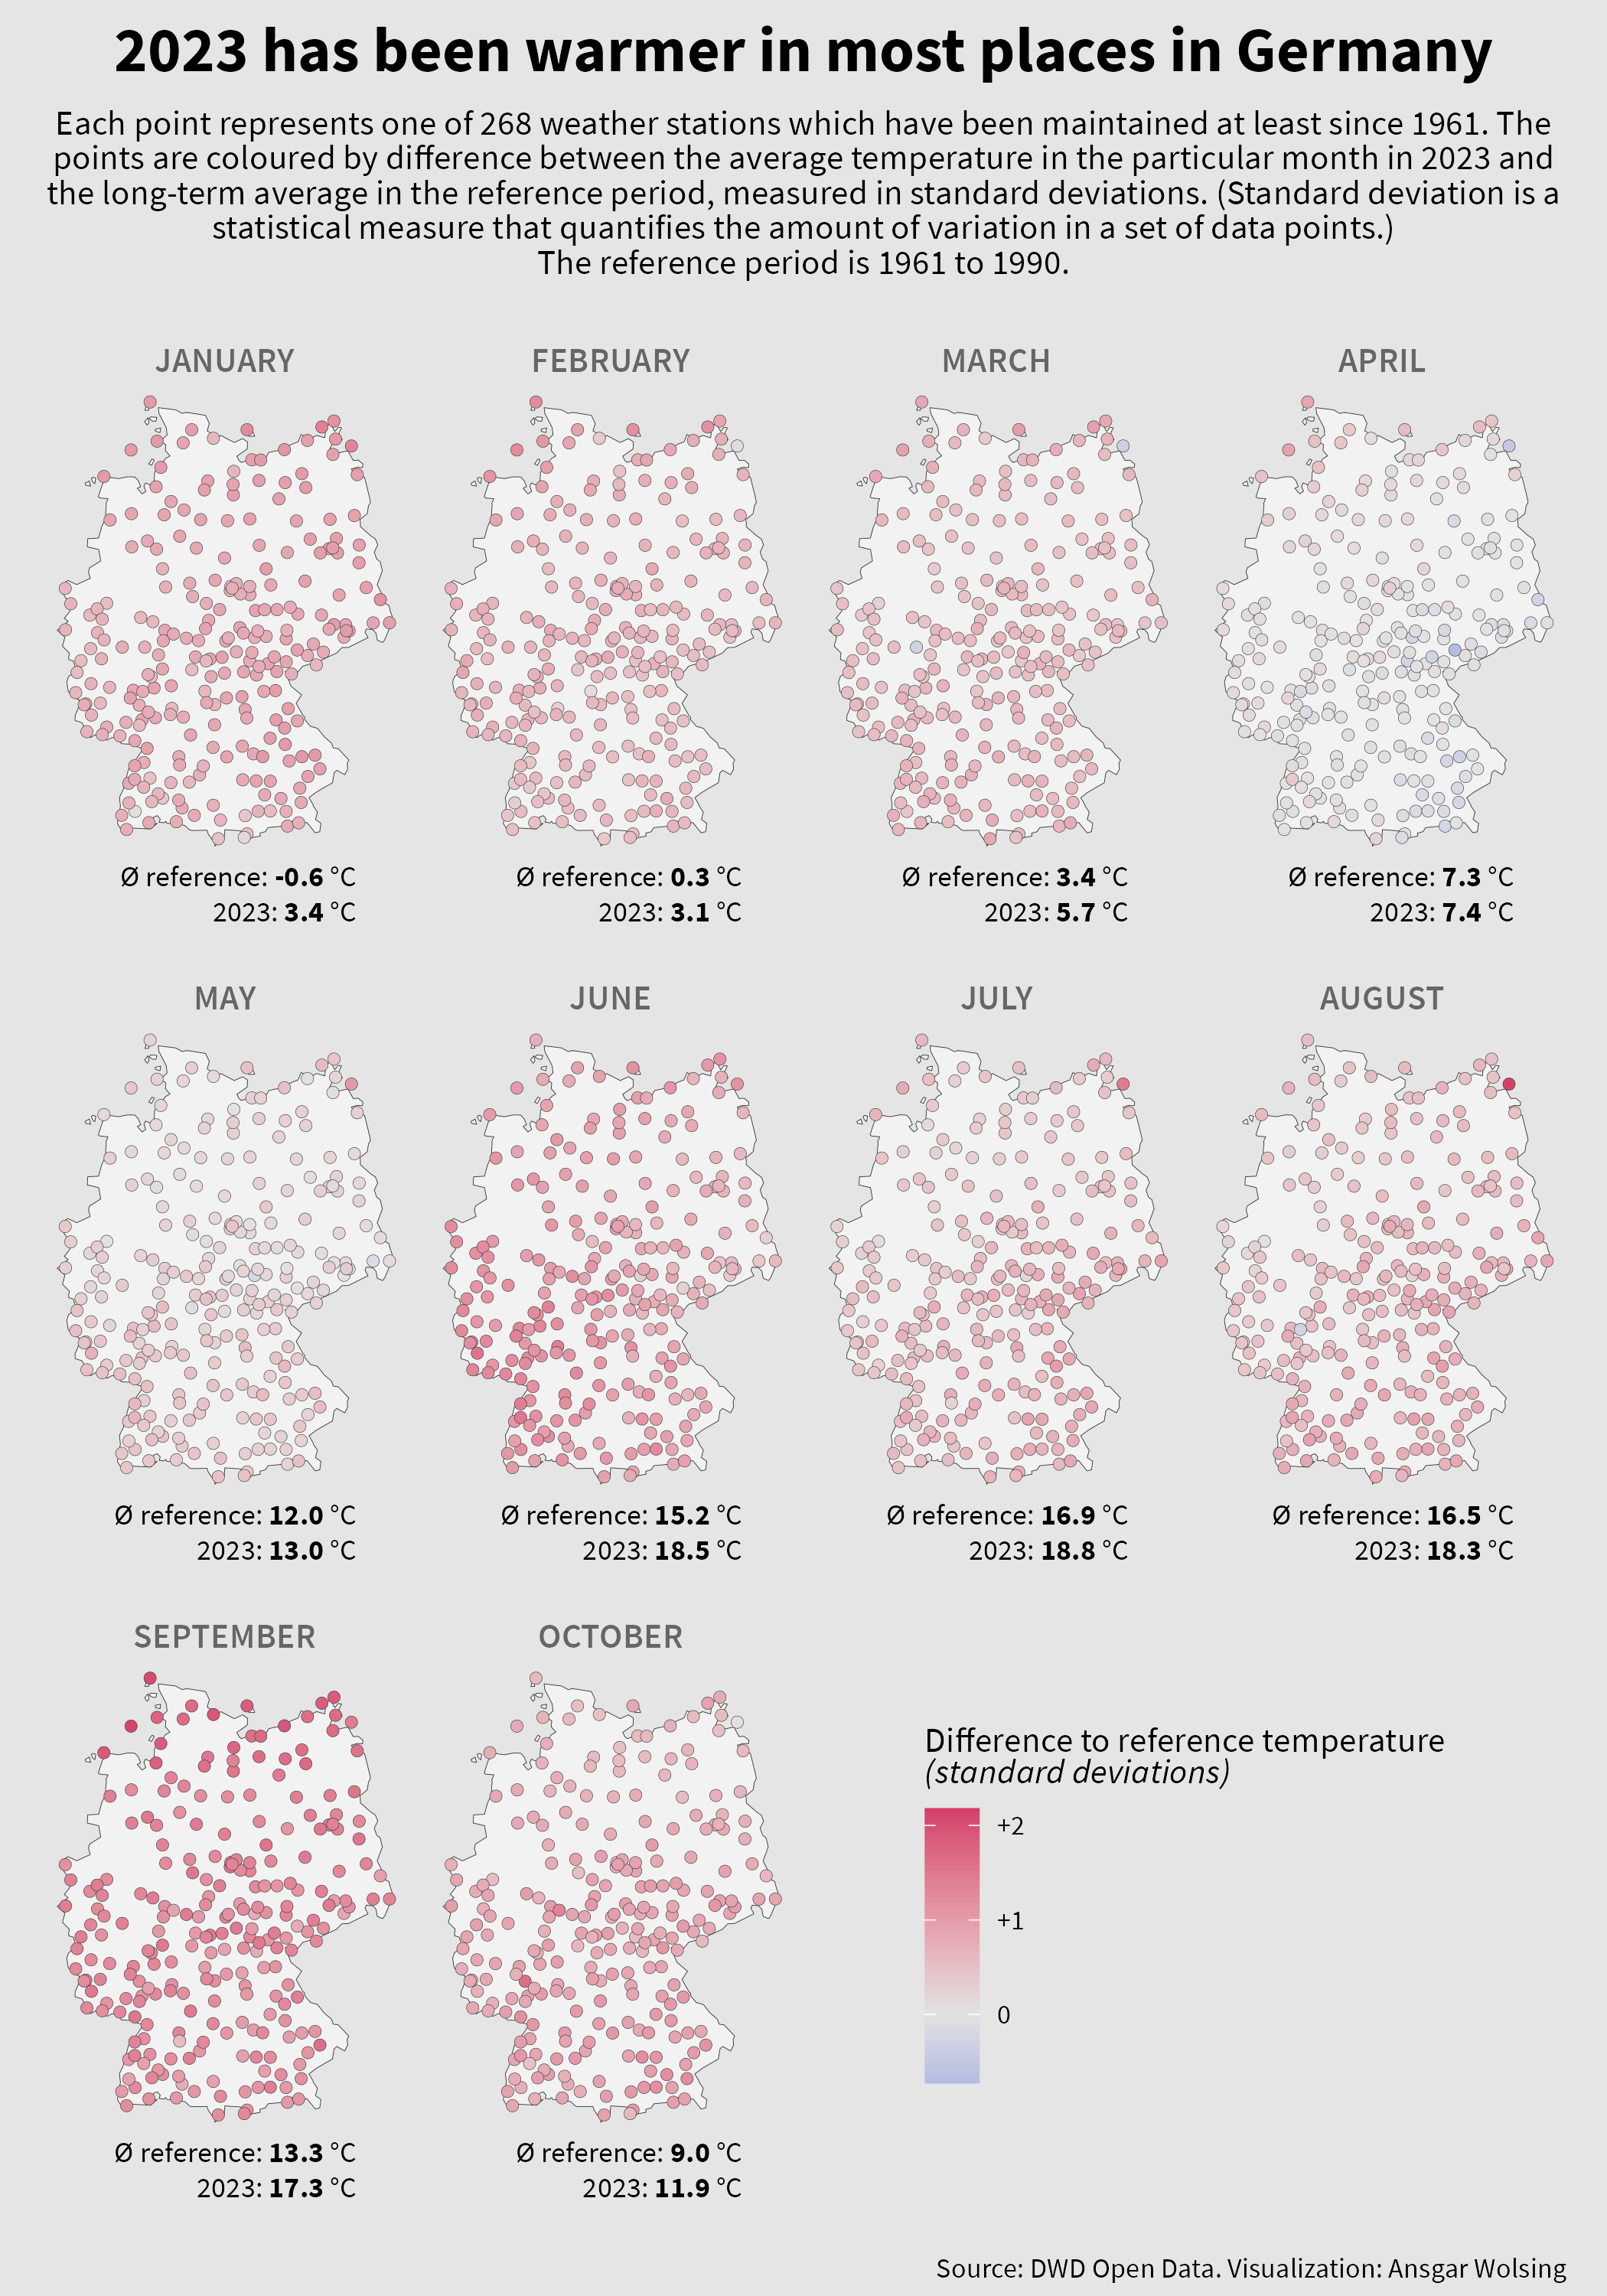 2023 has been warmer in most places in Germany
Each point represents one of 268 weather stations which have been maintained at least since 1961. The
points are coloured by difference between the average temperature in the particular month in 2023 and
the long-term average in the reference period, measured in standard deviations. (Standard deviation is a
statistical measure that quantifies the amount of variation in a set of data points.)
The reference period is 1961 to 1990.
JANUARY
Ø reference: -0.6 °C
2023: 3.4 °C
FEBRUARY
Ø reference: 0.3 °C
2023: 3.1 °C
MARCH
Ø reference: 3.4 °C
2023: 5.7 °C
APRIL
Ø reference: 7.3 °C
2023: 7.4 °C
MAY
Ø reference: 12.0 °C
2023: 13.0 °C
JUNE
Ø reference: 15.2 °C
2023: 18.5 °C
JULY
Ø reference: 16.9 °C
2023: 18.8 °C
AUGUST
Ø reference: 16.5 °C
2023: 18.3 °C
SEPTEMBER
Ø reference: 13.3 °C
2023: 17.3 °C
OCTOBER
Ø reference: 9.0 °C
2023: 11.9 °C
Difference to reference temperature
(standard deviations)
+2
+1
0
Source: DWD Open Data. Visualization: Ansgar Wolsing